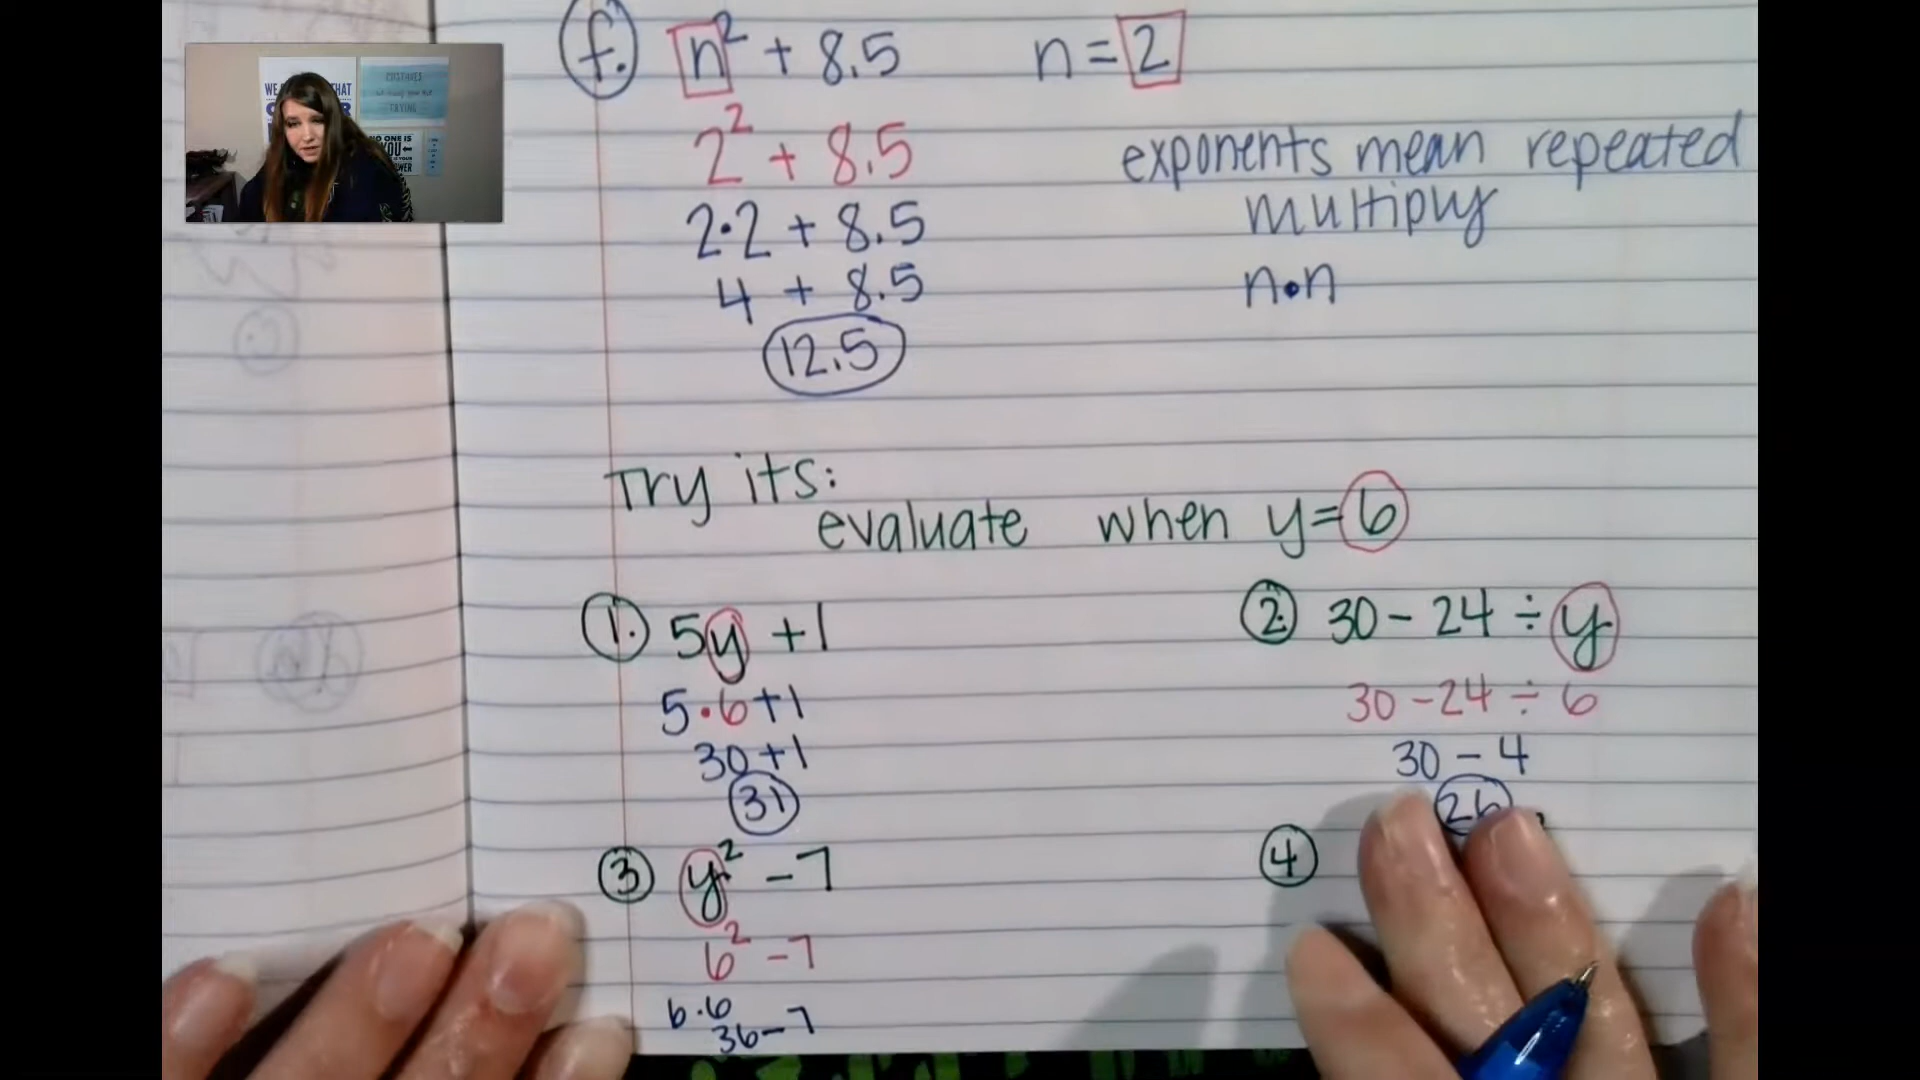 f. n² + 8.5 n = 2
2² + 8.5
exponents mean repeated
multiply
2·2 + 8.5
n·n
4 + 8.5
12.5
Try its:
evaluate when y = 6
1. 5y + 1
5·6+1
30+1
31
2. 30 - 24 ÷ y
30 - 24 ÷ 6
30 - 4
26
3 y² - 7
6² - 7
6·6
36-7
4